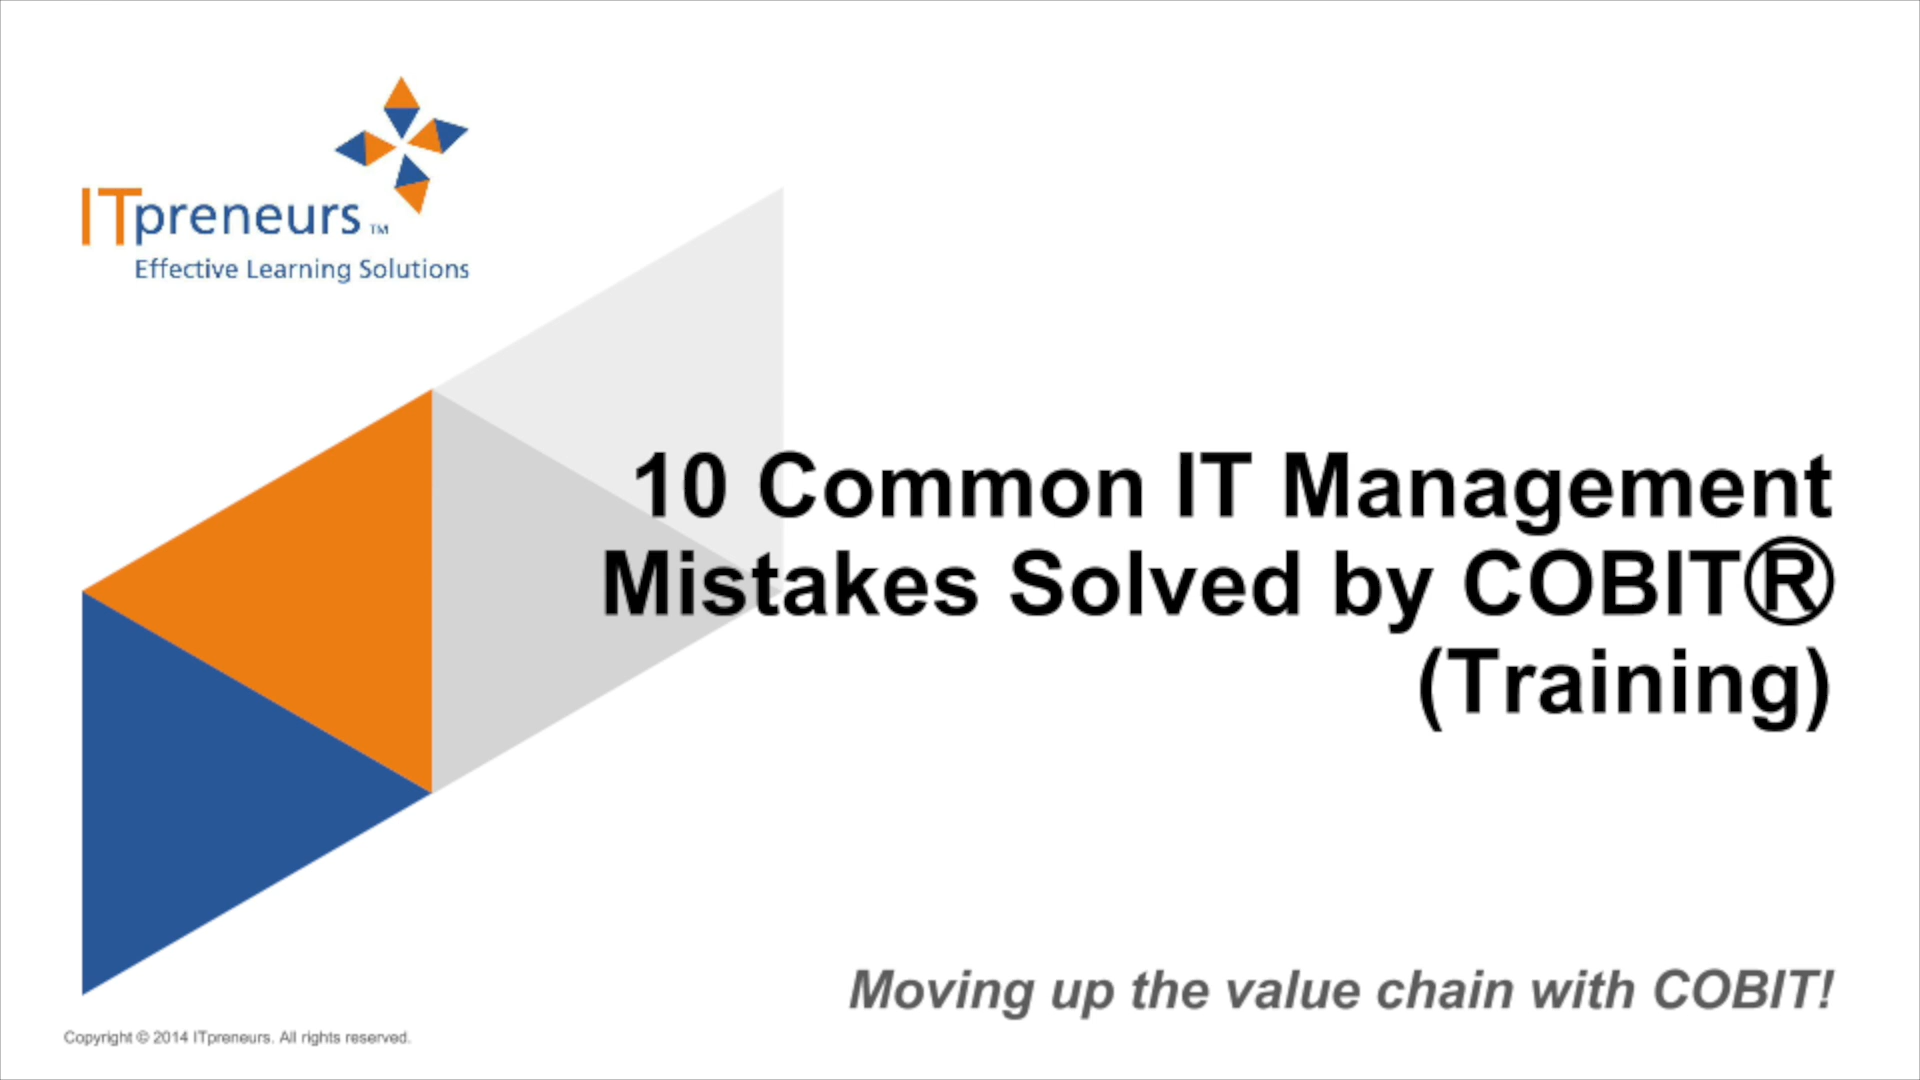 ITpreneurs™
Effective Learning Solutions
10 Common IT Management
Mistakes Solved by COBIT®
(Training)
Moving up the value chain with COBIT!
Copyright © 2014 ITpreneurs. All rights reserved.